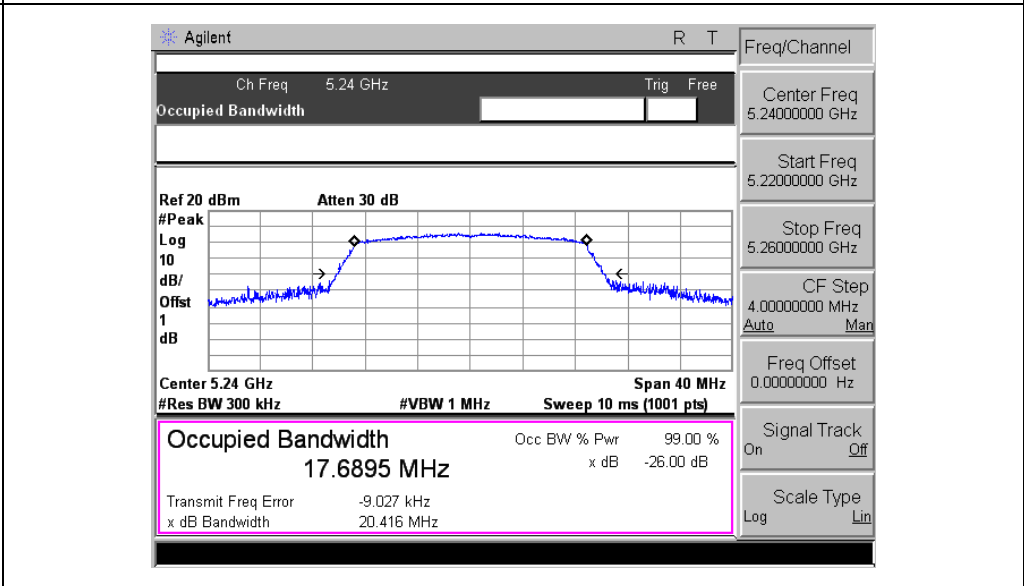 Agilent R T
Ch Freq 5.24 GHz Trig Free
Occupied Bandwidth
Ref 20 dBm Atten 30 dB
#Peak
Log
10
dB/
Offst
1
dB
Center 5.24 GHz Span 40 MHz
#Res BW 300 kHz #VBW 1 MHz Sweep 10 ms (1001 pts)
Occupied Bandwidth Occ BW % Pwr 99.00 %
17.6895 MHz x dB -26.00 dB
Transmit Freq Error -9.027 kHz
x dB Bandwidth 20.416 MHz
Freq/Channel
Center Freq
5.24000000 GHz
Start Freq
5.22000000 GHz
Stop Freq
5.26000000 GHz
CF Step
4.00000000 MHz
Auto Man
Freq Offset
0.00000000 Hz
Signal Track
On Off
Scale Type
Log Lin